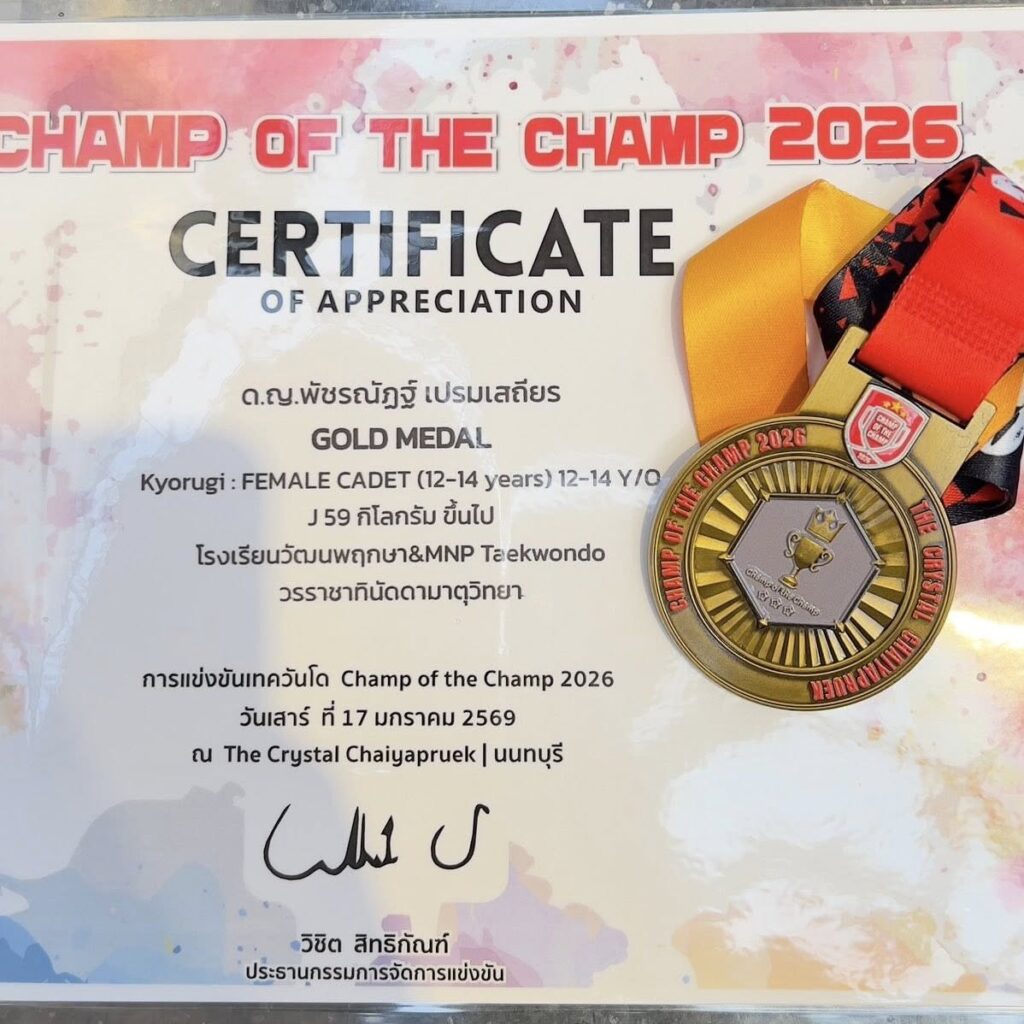 CHAMP OF THE CHAMP 2026
CERTIFICATE
OF APPRECIATION
ด.ญ.พัชรณัฏฐ์ เปรมเสถียร
GOLD MEDAL
Kyorugi : FEMALE CADET (12-14 years) 12-14 Y/O
J 59 กิโลกรัม ขึ้นไป
โรงเรียนวัฒนพฤกษา&MNP Taekwondo
วรราชาทินัดดามาตุวิทยา
การแข่งขันเทควันโด Champ of the Champ 2026
วันเสาร์ ที่ 17 มกราคม 2569
ณ The Crystal Chaiyapruek | นนทบุรี
วิชิต สิทธิกัณฑ์
ประธานกรรมการจัดการแข่งขัน
CHAMP
OF THE
CHAMP
CHAMP OF THE CHAMP 2026
THE CRYSTAL CHAIYAPRUEK
Champ of the Champ